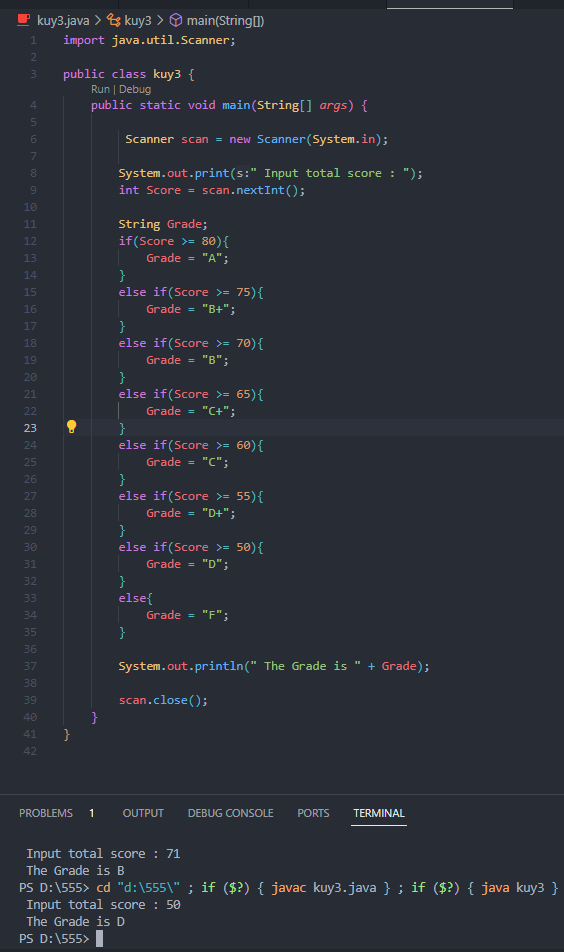 kuy3.java > kuy3 > main(String[])
1 import java.util.Scanner;
2
3 public class kuy3 {
Run | Debug
4 public static void main(String[] args) {
5
6 Scanner scan = new Scanner(System.in);
7
8 System.out.print(s:" Input total score : ");
9 int Score = scan.nextInt();
10
11 String Grade;
12 if(Score >= 80){
13 Grade = "A";
14 }
15 else if(Score >= 75){
16 Grade = "B+";
17 }
18 else if(Score >= 70){
19 Grade = "B";
20 }
21 else if(Score >= 65){
22 Grade = "C+";
23 }
24 else if(Score >= 60){
25 Grade = "C";
26 }
27 else if(Score >= 55){
28 Grade = "D+";
29 }
30 else if(Score >= 50){
31 Grade = "D";
32 }
33 else{
34 Grade = "F";
35 }
36
37 System.out.println(" The Grade is " + Grade);
38
39 scan.close();
40 }
41 }
42
PROBLEMS 1 OUTPUT DEBUG CONSOLE PORTS TERMINAL
Input total score : 71
The Grade is B
PS D:\555> cd "d:\555\" ; if ($?) { javac kuy3.java } ; if ($?) { java kuy3 }
Input total score : 50
The Grade is D
PS D:\555>